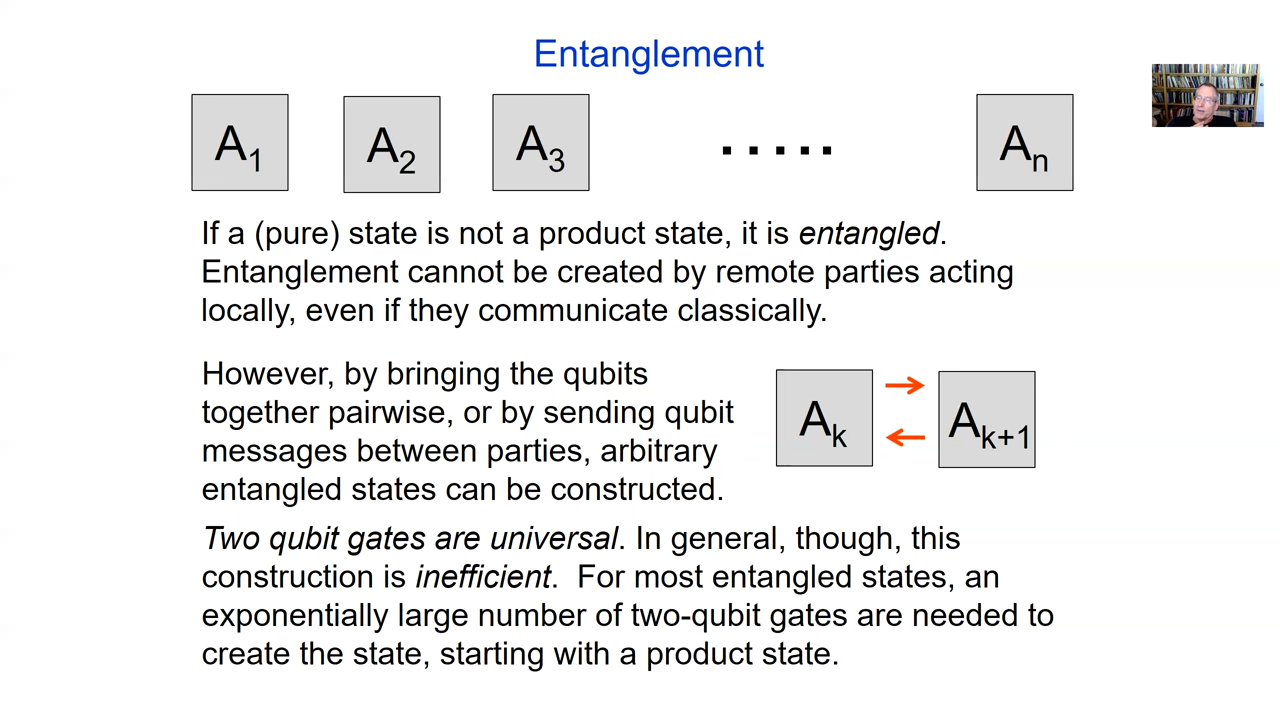 Entanglement
A1 A2 A3 ..... An
If a (pure) state is not a product state, it is entangled.
Entanglement cannot be created by remote parties acting
locally, even if they communicate classically.
However, by bringing the qubits
together pairwise, or by sending qubit
messages between parties, arbitrary
entangled states can be constructed.
Ak Ak+1
Two qubit gates are universal. In general, though, this
construction is inefficient. For most entangled states, an
exponentially large number of two-qubit gates are needed to
create the state, starting with a product state.